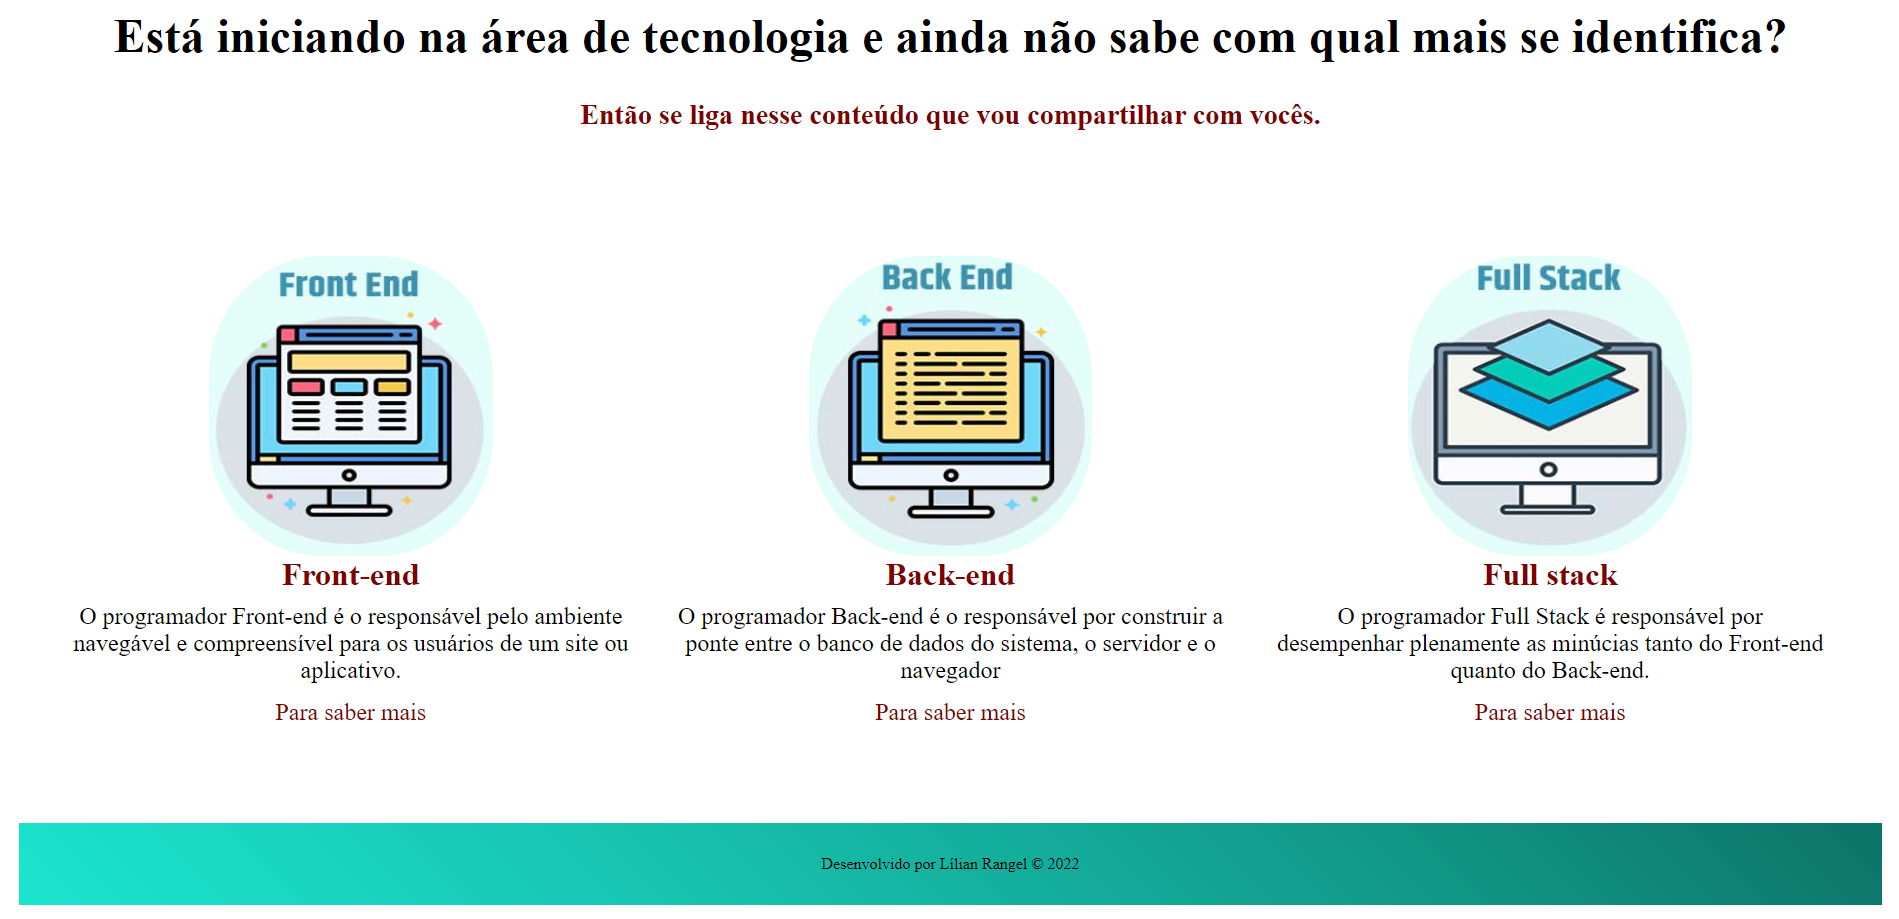 Está iniciando na área de tecnologia e ainda não sabe com qual mais se identifica?
Então se liga nesse conteúdo que vou compartilhar com vocês.
Front End
Back End
Full Stack
Front-end
O programador Front-end é o responsável pelo ambiente
navegável e compreensível para os usuários de um site ou
aplicativo.
Para saber mais
Back-end
O programador Back-end é o responsável por construir a
ponte entre o banco de dados do sistema, o servidor e o
navegador
Para saber mais
Full stack
O programador Full Stack é responsável por
desempenhar plenamente as minúcias tanto do Front-end
quanto do Back-end.
Para saber mais
Desenvolvido por Lílian Rangel © 2022